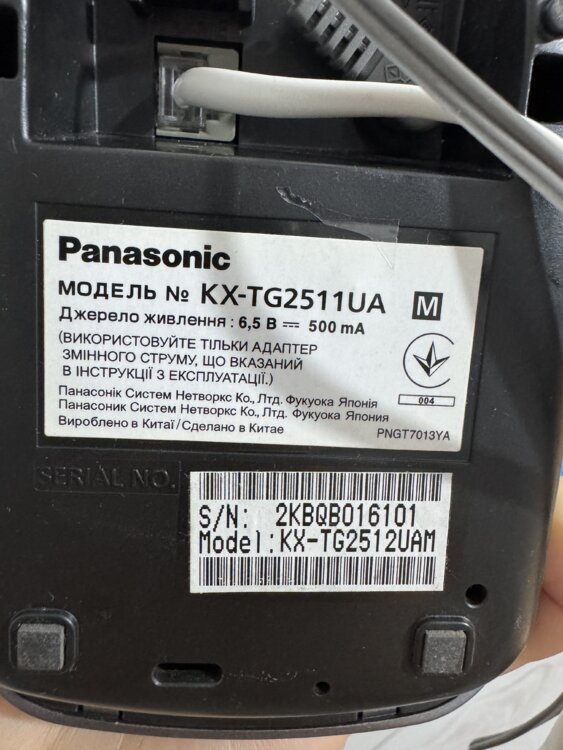 Panasonic
МОДЕЛЬ № KX-TG2511UA M
Джерело живлення : 6,5 В 500 mA
(ВИКОРИСТОВУЙТЕ ТІЛЬКИ АДАПТЕР
ЗМІННОГО СТРУМУ, ЩО ВКАЗАНИЙ
В ІНСТРУКЦІЇ З ЕКСПЛУАТАЦІЇ.)
004
Панасонік Систем Нетворкс Ко., Лтд. Фукуока Японія
Панасоник Систем Нетворкс Ко., Лтд. Фукуока Япония
Вироблено в Китаї/Сделано в Китае
PNGT7013YA
SERIAL NO.
S/N: 2KBQB016101
Model:KX-TG2512UAM